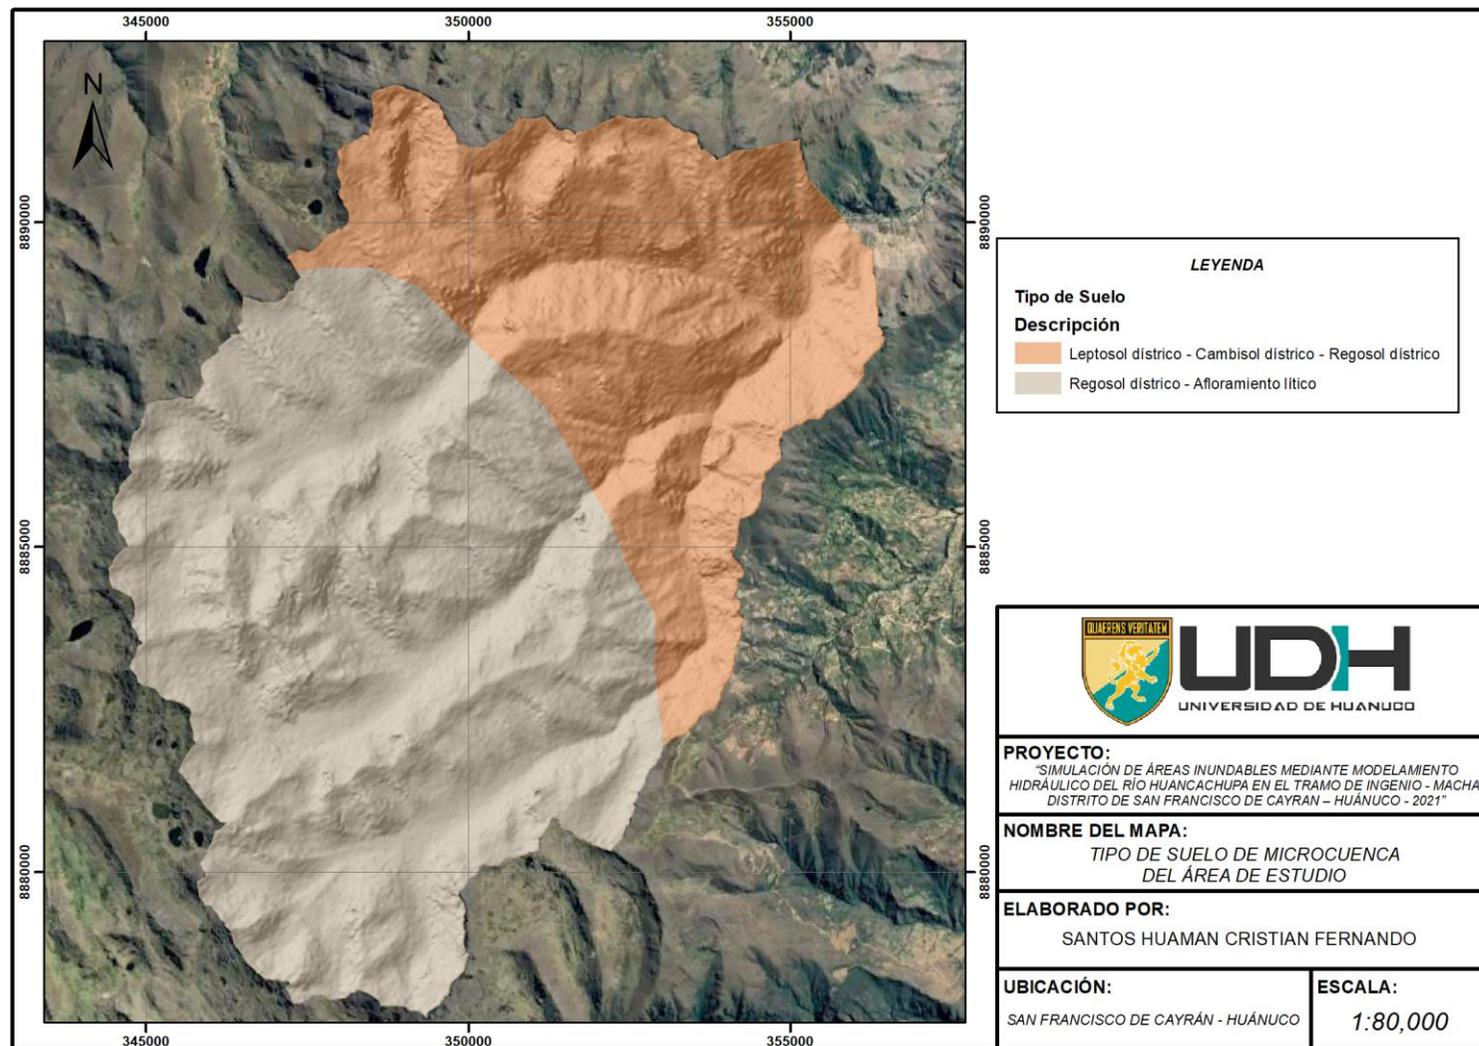 345000
350000
355000
N
8890000
8890000
8885000
8885000
8880000
8880000
345000
350000
355000
LEYENDA
Tipo de Suelo
Descripción
Leptosol dístrico - Cambisol dístrico - Regosol dístrico
Regosol dístrico - Afloramiento lítico
QUAERENS VERITATEM
UDH
UNIVERSIDAD DE HUANUCO
PROYECTO:
"SIMULACIÓN DE ÁREAS INUNDABLES MEDIANTE MODELAMIENTO
HIDRÁULICO DEL RÍO HUANCACHUPA EN EL TRAMO DE INGENIO - MACHA
DISTRITO DE SAN FRANCISCO DE CAYRAN – HUÁNUCO - 2021"
NOMBRE DEL MAPA:
TIPO DE SUELO DE MICROCUENCA
DEL ÁREA DE ESTUDIO
ELABORADO POR:
SANTOS HUAMAN CRISTIAN FERNANDO
UBICACIÓN:
SAN FRANCISCO DE CAYRÁN - HUÁNUCO
ESCALA:
1:80,000